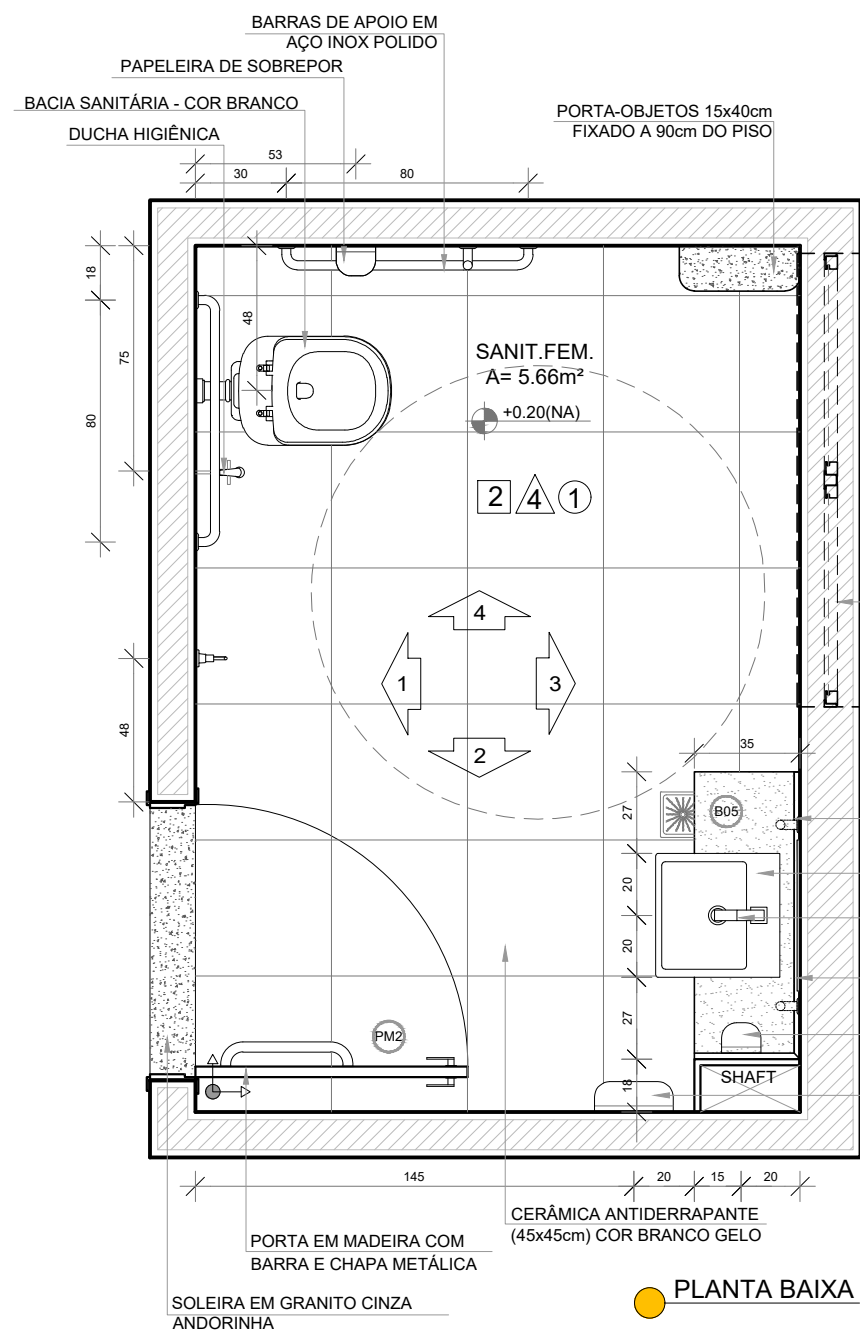 BARRAS DE APOIO EM
AÇO INOX POLIDO
PAPELEIRA DE SOBREPOR
BACIA SANITÁRIA - COR BRANCO
DUCHA HIGIÊNICA
PORTA-OBJETOS 15x40cm
FIXADO A 90cm DO PISO
53
30
80
18
75
80
48
48
SANIT.FEM.
A= 5.66m²
+0.20(NA)
2 4 1
4
1
3
2
35
27
B05
20
20
27
18
SHAFT
PM2
145
20
15
20
CERÂMICA ANTIDERRAPANTE
(45x45cm) COR BRANCO GELO
PORTA EM MADEIRA COM
BARRA E CHAPA METÁLICA
SOLEIRA EM GRANITO CINZA
ANDORINHA
PLANTA BAIXA